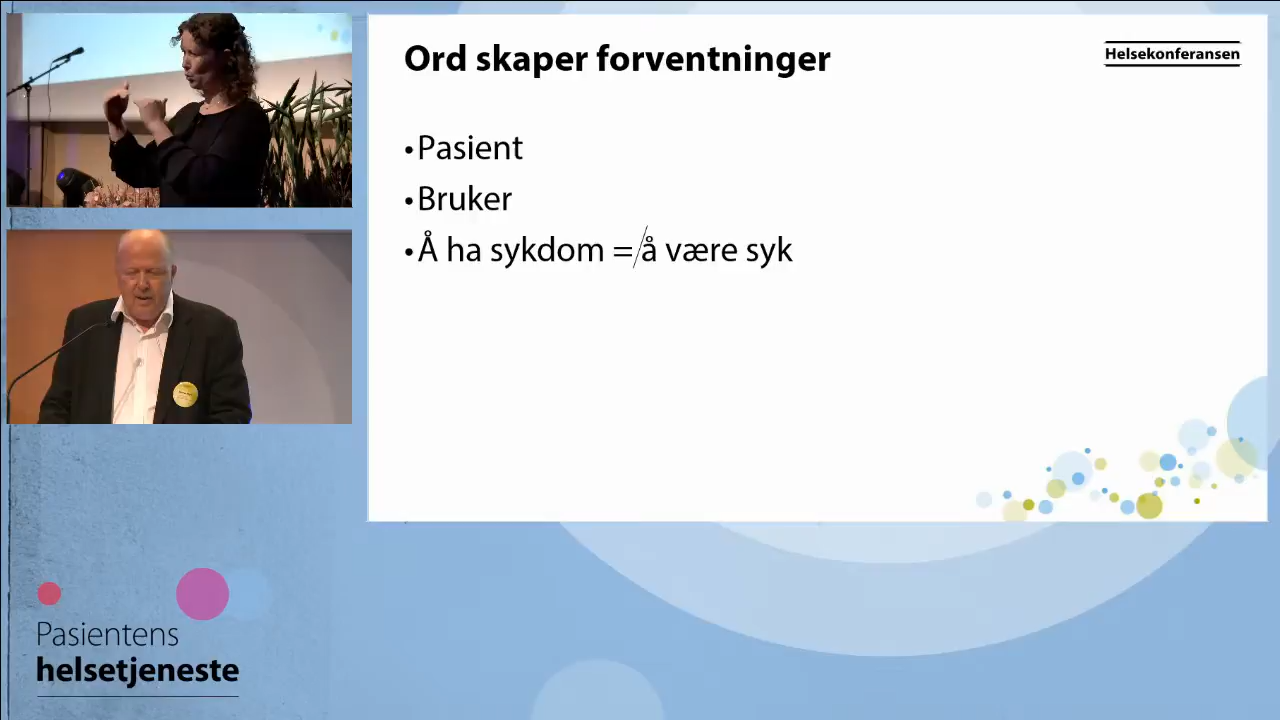 Ord skaper forventninger
Helsekonferansen
•Pasient
•Bruker
•Å ha sykdom =/å være syk
Pasientens
helsetjeneste